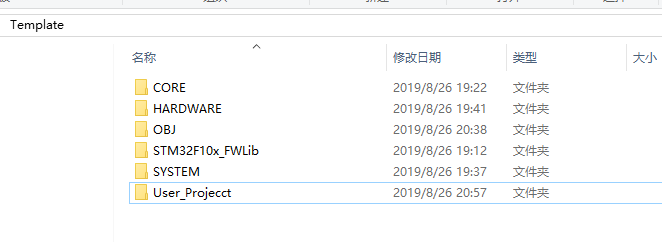 Template
名称 修改日期 类型 大小
CORE 2019/8/26 19:22 文件夹
HARDWARE 2019/8/26 19:41 文件夹
OBJ 2019/8/26 20:38 文件夹
STM32F10x_FWLib 2019/8/26 19:12 文件夹
SYSTEM 2019/8/26 19:37 文件夹
User_Projecct 2019/8/26 20:57 文件夹